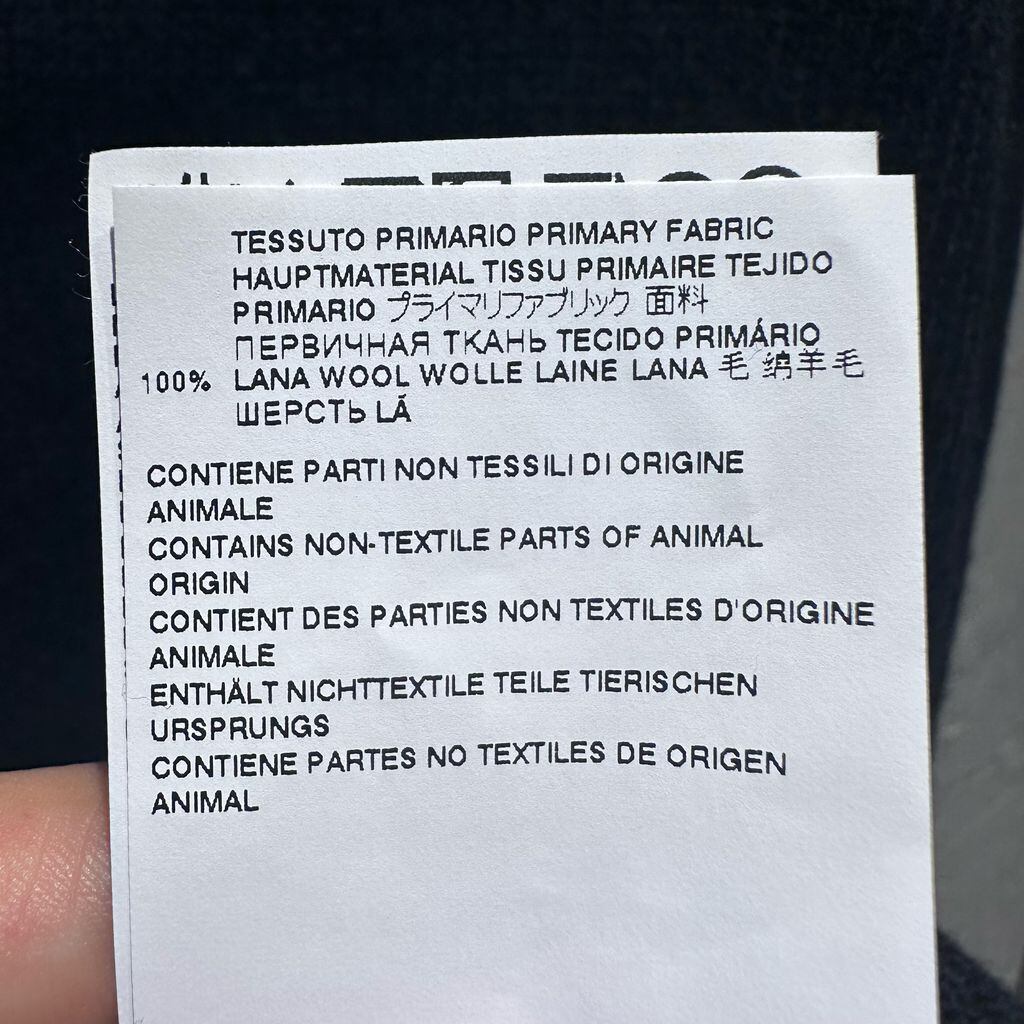 TESSUTO PRIMARIO PRIMARY FABRIC
HAUPTMATERIAL TISSU PRIMAIRE TEJIDO
PRIMARIO プライマリファブリック 面料
ПЕРВИЧНАЯ ТКАНЬ TECIDO PRIMÁRIO
100% LANA WOOL WOLLE LAINE LANA 毛 绵羊毛
ШЕРСТЬ LÃ
CONTIENE PARTI NON TESSILI DI ORIGINE
ANIMALE
CONTAINS NON-TEXTILE PARTS OF ANIMAL
ORIGIN
CONTIENT DES PARTIES NON TEXTILES D'ORIGINE
ANIMALE
ENTHÄLT NICHTTEXTILE TEILE TIERISCHEN
URSPRUNGS
CONTIENE PARTES NO TEXTILES DE ORIGEN
ANIMAL